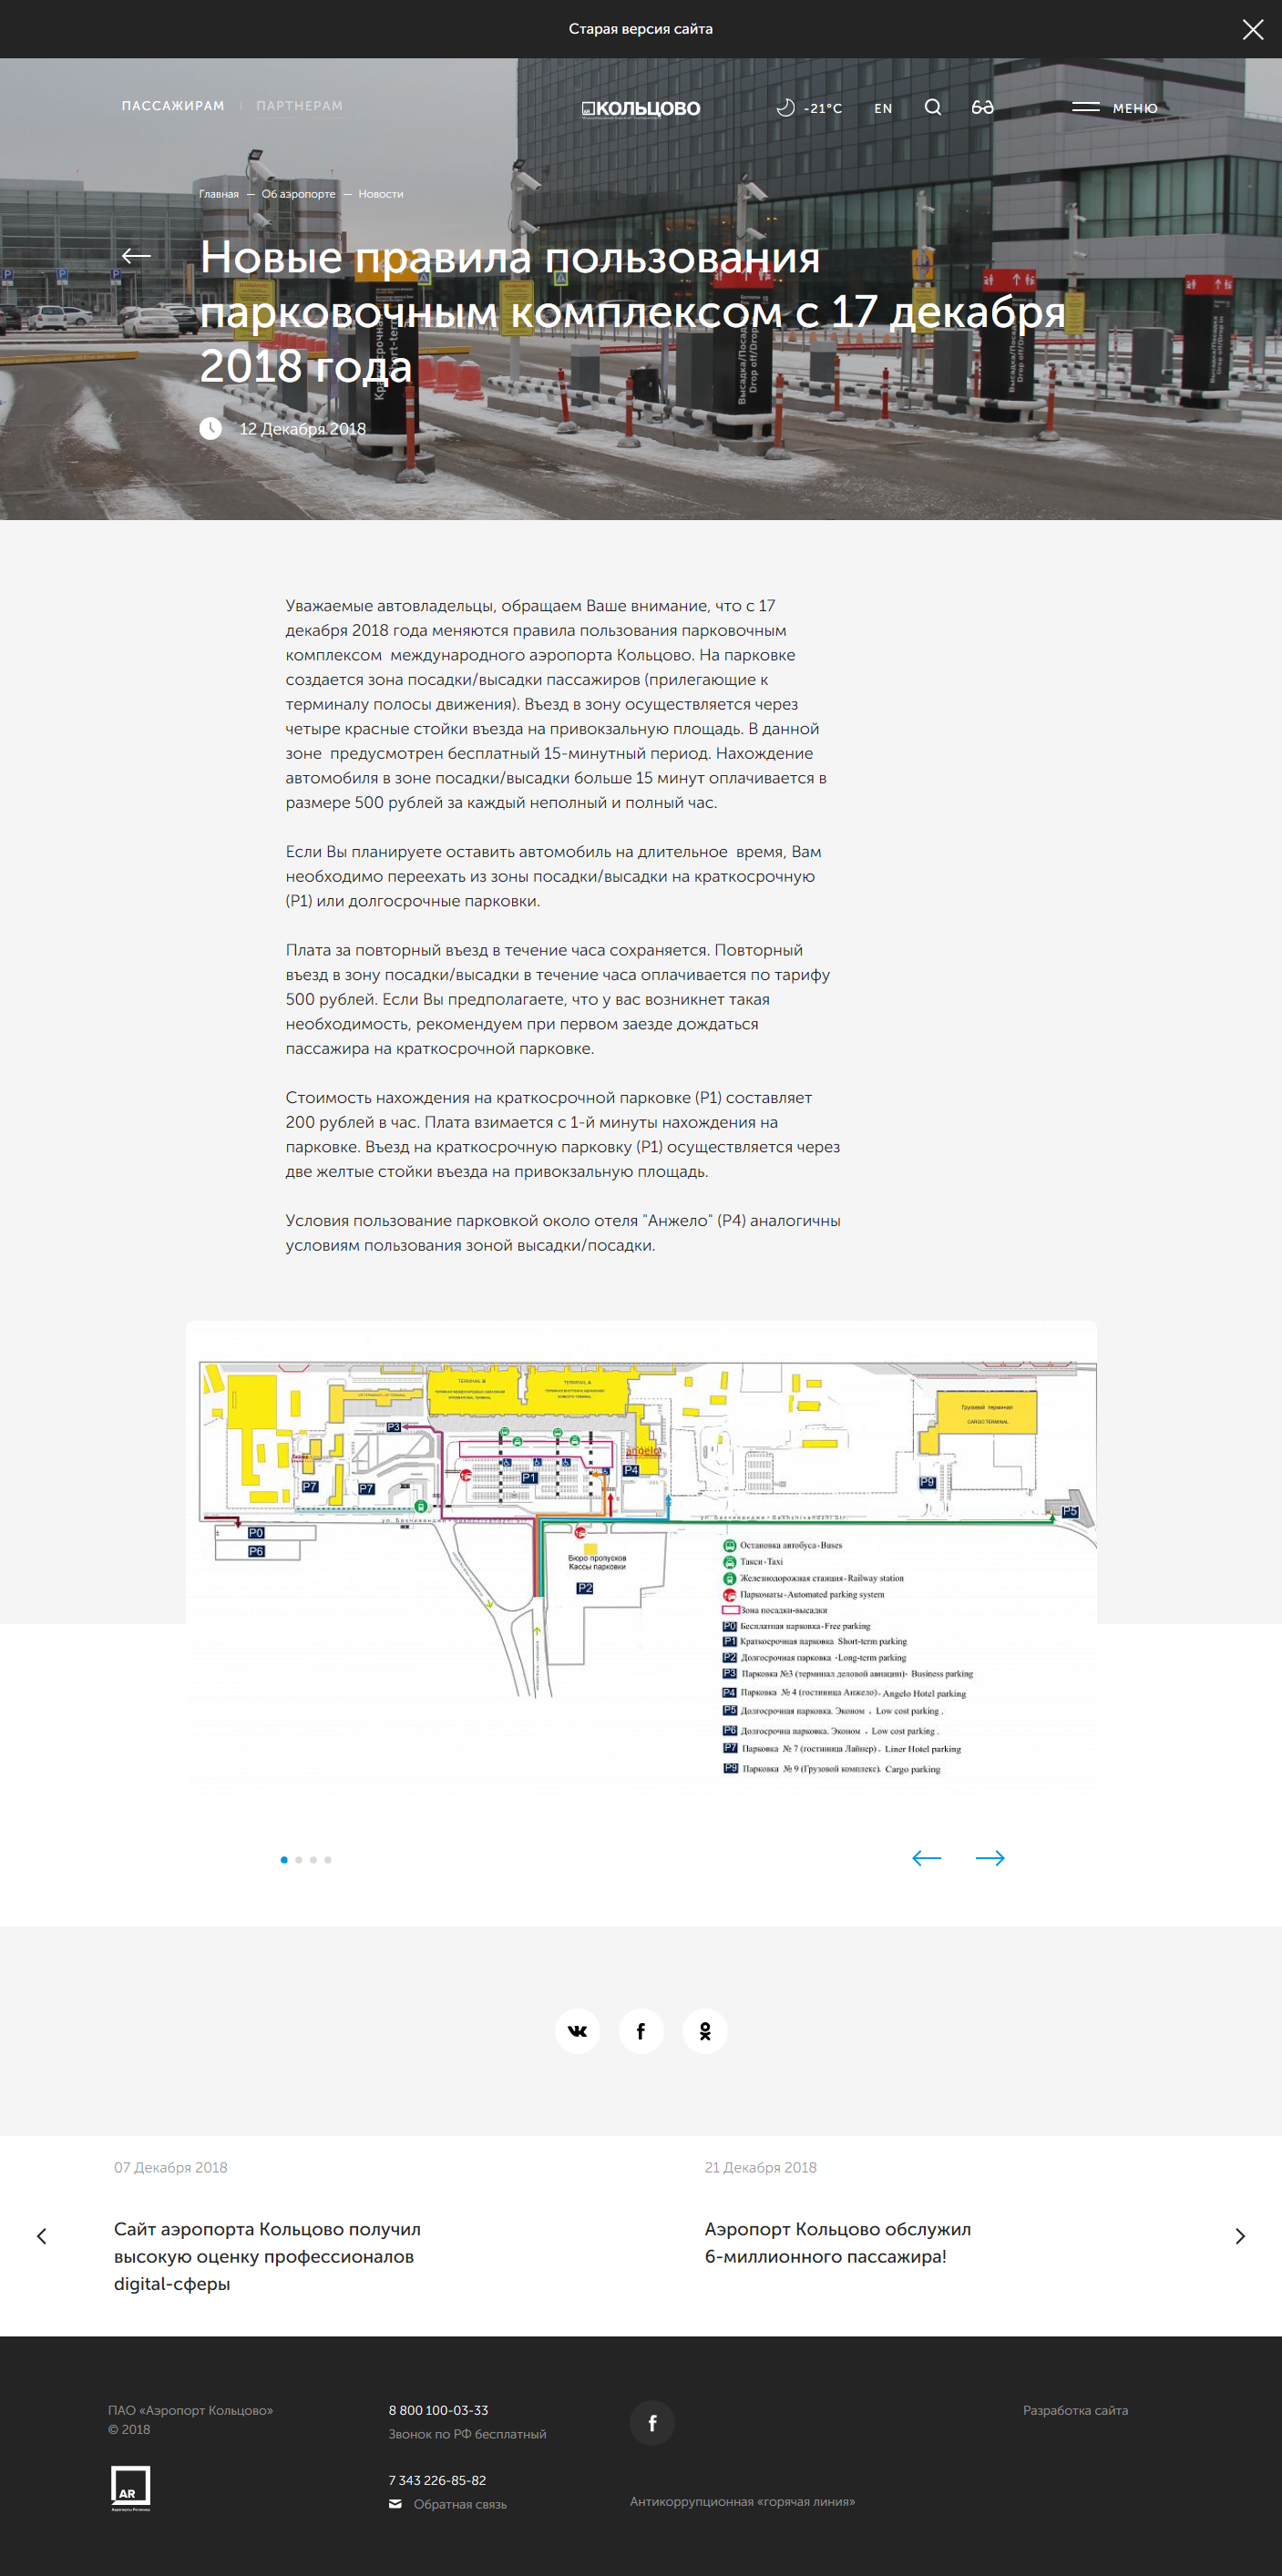 Старая версия сайта
ПАССАЖИРАМ
ПАРТНЕРАМ
КОЛЬЦОВО
-21°C
EN
МЕНЮ
Главная — Об аэропорте — Новости
Новые правила пользования
парковочным комплексом с 17 декабря
2018 года
12 Декабря 2018
Уважаемые автовладельцы, обращаем Ваше внимание, что с 17
декабря 2018 года меняются правила пользования парковочным
комплексом международного аэропорта Кольцово. На парковке
создается зона посадки/высадки пассажиров (прилегающие к
терминалу полосы движения). Въезд в зону осуществляется через
четыре красные стойки въезда на привокзальную площадь. В данной
зоне предусмотрен бесплатный 15-минутный период. Нахождение
автомобиля в зоне посадки/высадки больше 15 минут оплачивается в
размере 500 рублей за каждый неполный и полный час.
Если Вы планируете оставить автомобиль на длительное время, Вам
необходимо переехать из зоны посадки/высадки на краткосрочную
(Р1) или долгосрочные парковки.
Плата за повторный въезд в течение часа сохраняется. Повторный
въезд в зону посадки/высадки в течение часа оплачивается по тарифу
500 рублей. Если Вы предполагаете, что у вас возникнет такая
необходимость, рекомендуем при первом заезде дождаться
пассажира на краткосрочной парковке.
Стоимость нахождения на краткосрочной парковке (Р1) составляет
200 рублей в час. Плата взимается с 1-й минуты нахождения на
парковке. Въезд на краткосрочную парковку (Р1) осуществляется через
две желтые стойки въезда на привокзальную площадь.
Условия пользование парковкой около отеля "Анжело" (Р4) аналогичны
условиям пользования зоной высадки/посадки.
Грузовой терминал
CARGO TERMINAL
P3
angelo
P1
P4
P7
P7
P9
P5
P0
P6
Бюро пропусков
Кассы парковки
P2
Остановка автобуса-Buses
Такси-Taxi
Железнодорожная станция-Railway station
Паркоматы-Automated parking system
Зона посадки-высадки
P0 Бесплатная парковка-Free parking
P1 Краткосрочная парковка Short-term parking
P2 Долгосрочная парковка -Long-term parking
P3 Парковка №3 (терминал деловой авиации)- Business parking
P4 Парковка № 4 (гостиница Анжело)- Angelo Hotel parking
P5 Долгосрочная парковка. Эконом . Low cost parking .
P6 Долгосрочна парковка. Эконом . Low cost parking .
P7 Парковка № 7 (гостиница Лайнер). Liner Hotel parking
P9 Парковка № 9 (Грузовой комплекс). Cargo parking
07 Декабря 2018
Сайт аэропорта Кольцово получил
высокую оценку профессионалов
digital-сферы
21 Декабря 2018
Аэропорт Кольцово обслужил
6-миллионного пассажира!
ПАО «Аэропорт Кольцово»
© 2018
AR
8 800 100-03-33
Звонок по РФ бесплатный
7 343 226-85-82
Обратная связь
Антикоррупционная «горячая линия»
Разработка сайта